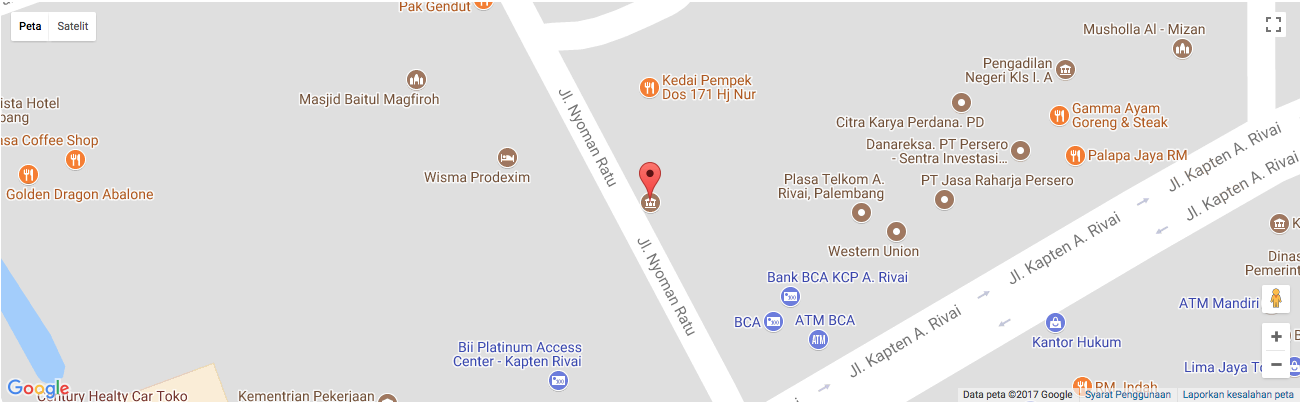 Pak Gendut
Peta
Satelit
Musholla Al - Mizan
Pengadilan
Negeri Kls I. A
Kedai Pempek
Dos 171 Hj Nur
Masjid Baitul Magfiroh
ista Hotel
bang
Jl. Nyoman Ratu
Citra Karya Perdana. PD
Gamma Ayam
Goreng & Steak
Jl. Kapten A. Rivai
asa Coffee Shop
Danareksa. PT Persero
- Sentra Investasi...
Palapa Jaya RM
Wisma Prodexim
Golden Dragon Abalone
Plasa Telkom A.
Rivai, Palembang
PT Jasa Raharja Persero
Jl. Kapten A. Rivai
Western Union
K
Jl. Kapten A. Rivai
Dinas
Pemerint
Jl. Nyoman Ratu
Bank BCA KCP A. Rivai
ATM Mandiri
BCA
100
100
ATM BCA
ATM
B
Jl. Kapten A. Rivai
Kantor Hukum
Bii Platinum Access
Center - Kapten Rivai
100
Lima Jaya To
Google
Century Healty Car Toko
Kementrian Pekerjaan
RM. Indah
Data peta ©2017 Google
Syarat Penggunaan
Laporkan kesalahan peta